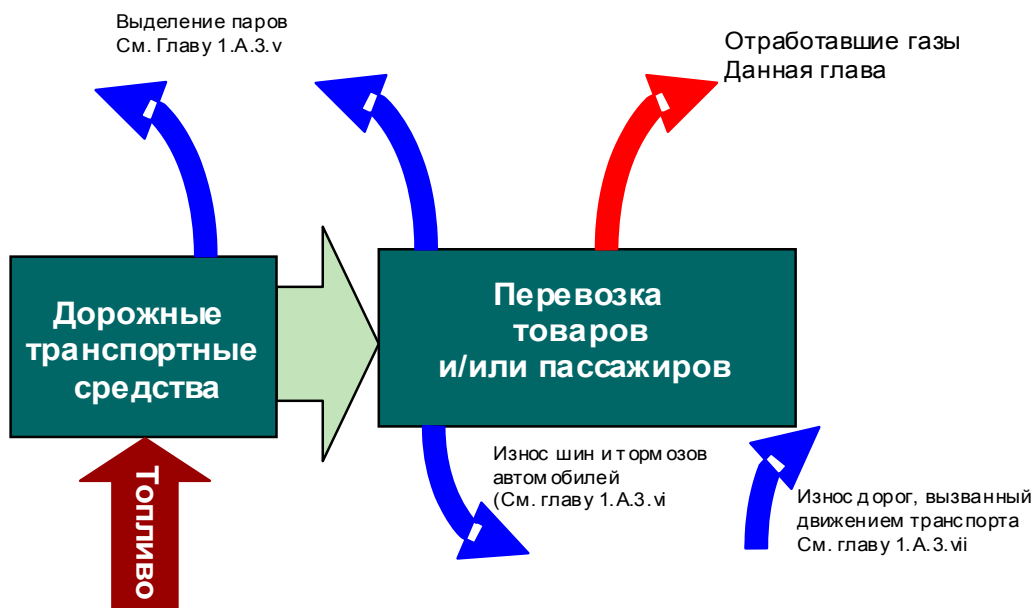 Выделение паров
См. Главу 1.A.3.v
Отработавшие газы
Данная глава
Дорожные
транспортные
средства
Перевозка
товаров
и/или пассажиров
Топливо
Износ шин и тормозов
автомобилей
(См. главу 1.A.3.vi
Износ дорог, вызванный
движением транспорта
См. главу 1.A.3.vii